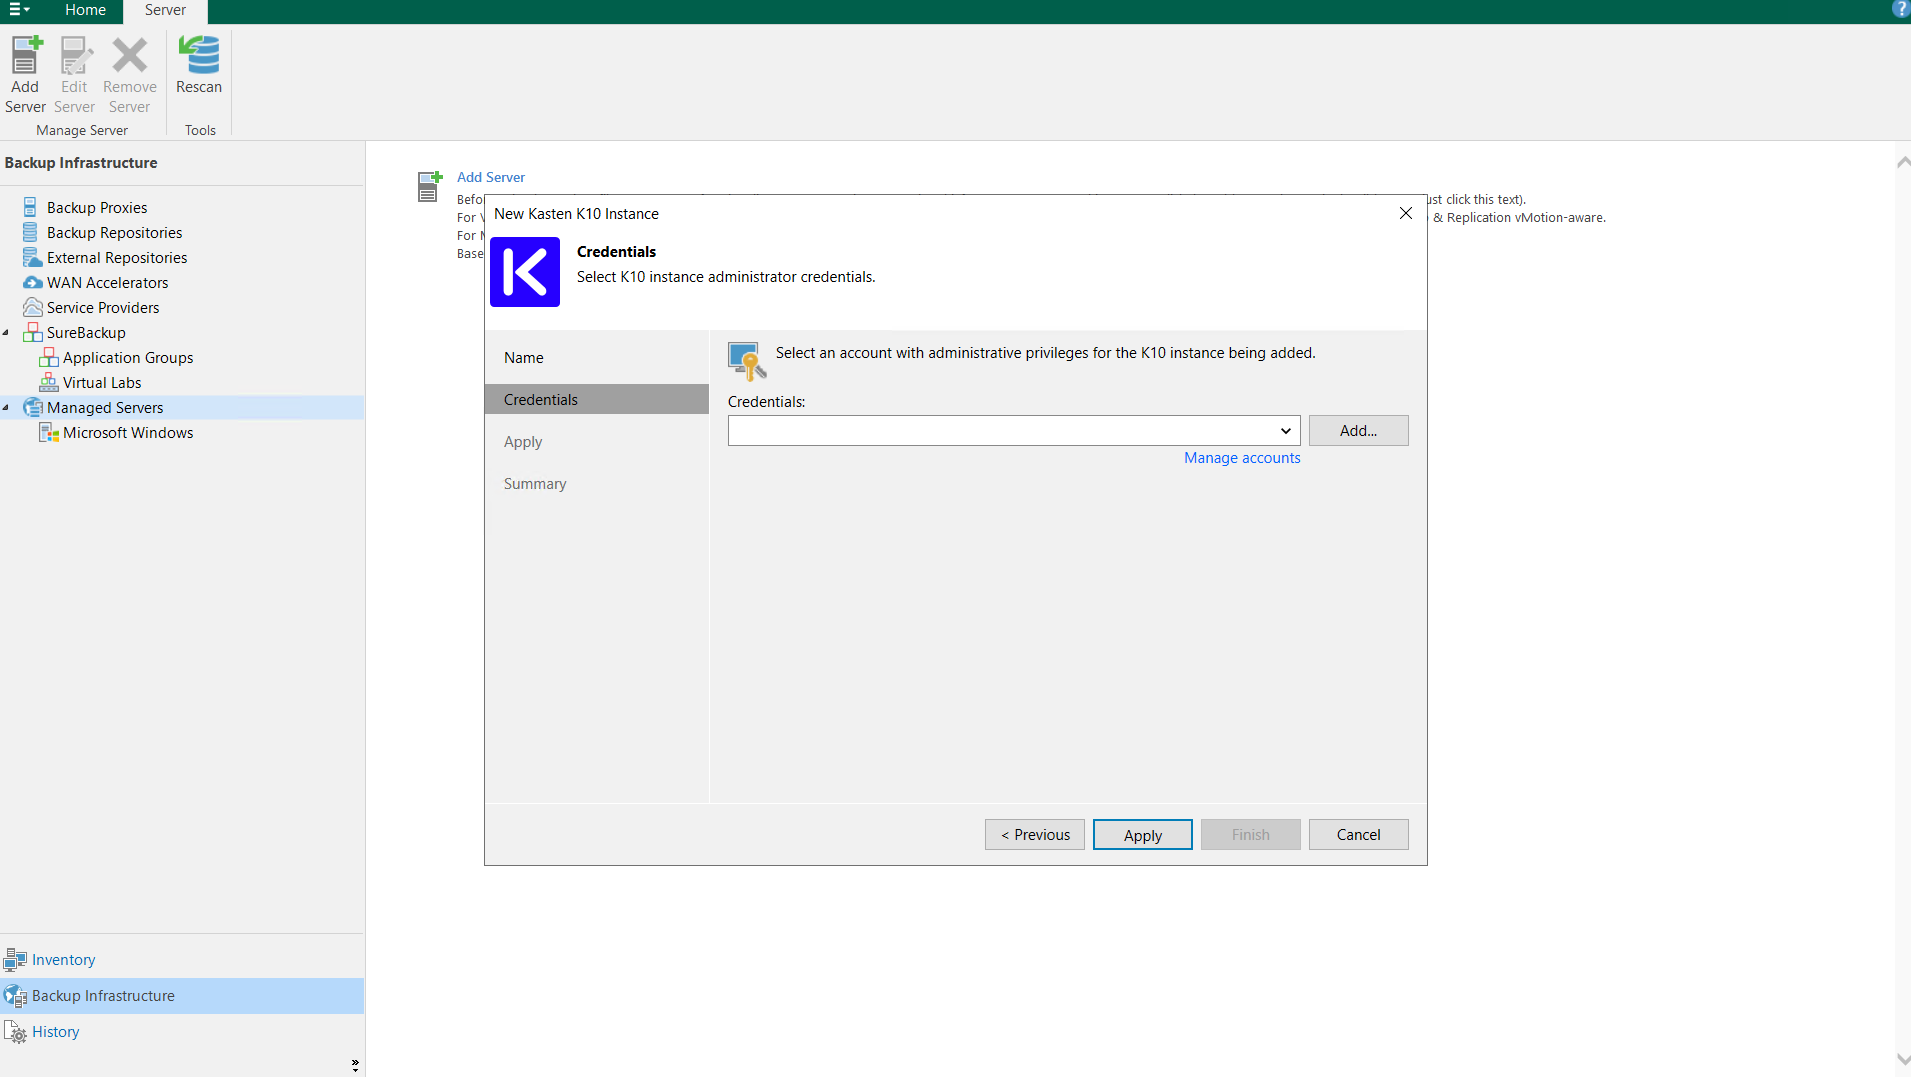 Home
Server
?
Add Server
Edit Server
Remove Server
Rescan
Manage Server
Tools
Backup Infrastructure
Backup Proxies
Backup Repositories
External Repositories
WAN Accelerators
Service Providers
SureBackup
Application Groups
Virtual Labs
Managed Servers
Microsoft Windows
Inventory
Backup Infrastructure
History
Add Server
ust click this text).
For
& Replication vMotion-aware.
For
Base
New Kasten K10 Instance
K
Credentials
Select K10 instance administrator credentials.
Name
Credentials
Apply
Summary
Select an account with administrative privileges for the K10 instance being added.
Credentials:
Add...
Manage accounts
< Previous
Apply
Finish
Cancel